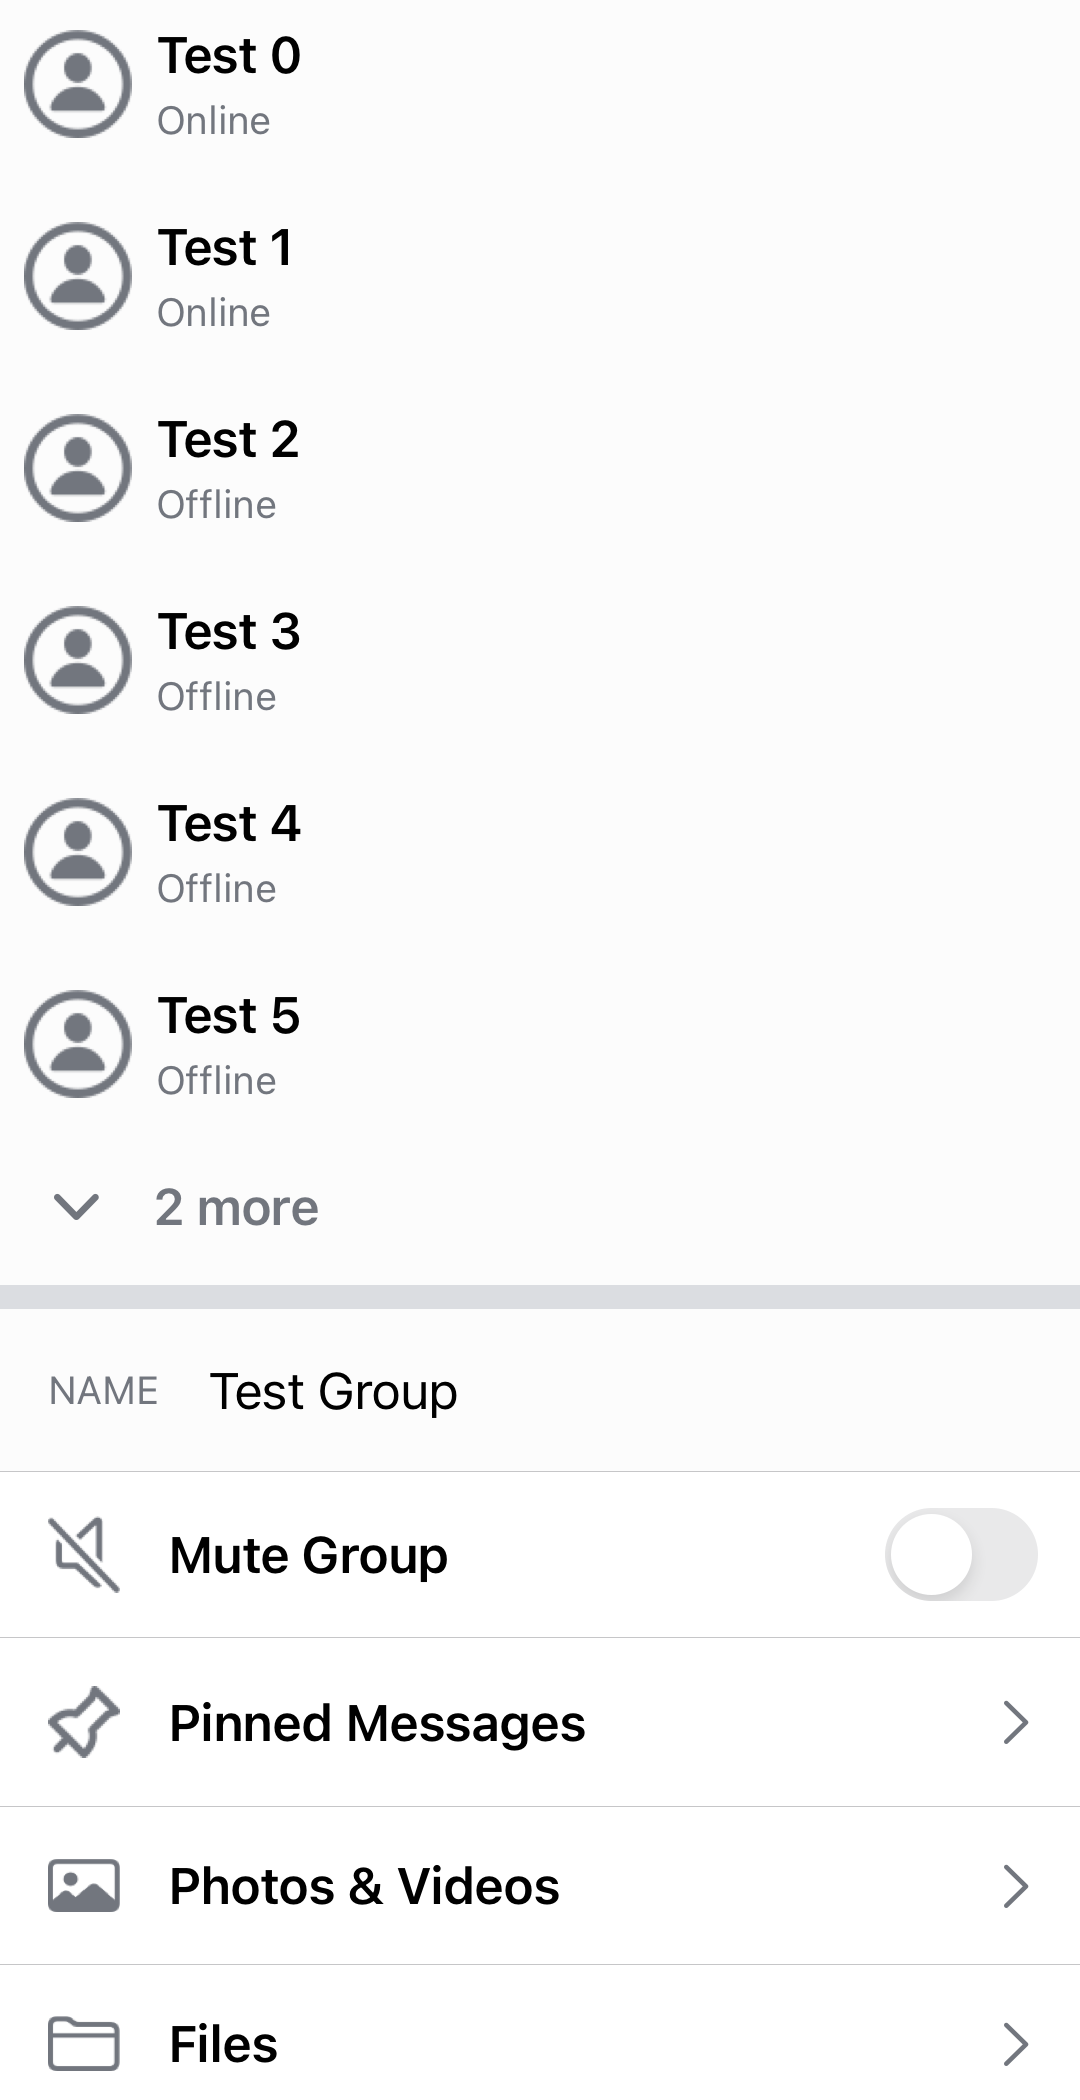 Test 0
Online
Test 1
Online
Test 2
Offline
Test 3
Offline
Test 4
Offline
Test 5
Offline
2 more
NAME Test Group
Mute Group
Pinned Messages
Photos & Videos
Files